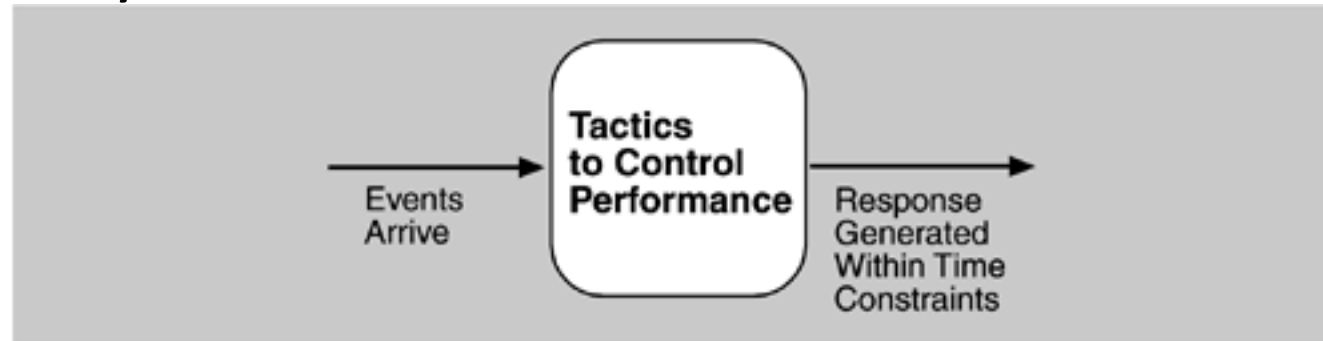 Tactics
to Control
Performance
Events
Arrive
Response
Generated
Within Time
Constraints